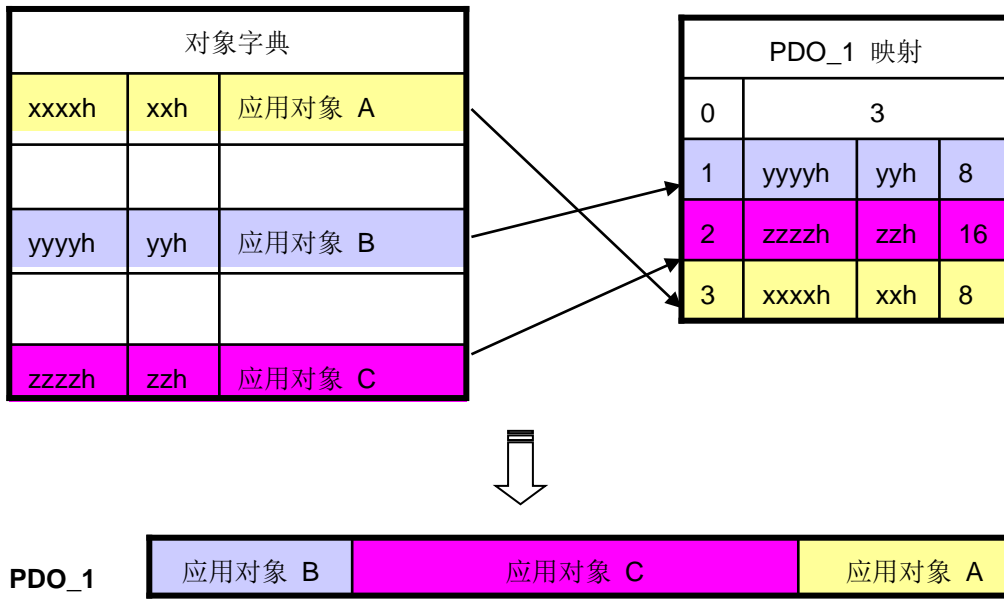 对象字典
xxxxh xxh 应用对象 A
yyyyh yyh 应用对象 B
zzzzh zzh 应用对象 C
PDO_1 映射
0 3
1 yyyyh yyh 8
2 zzzzh zzh 16
3 xxxxh xxh 8
PDO_1 应用对象 B 应用对象 C 应用对象 A